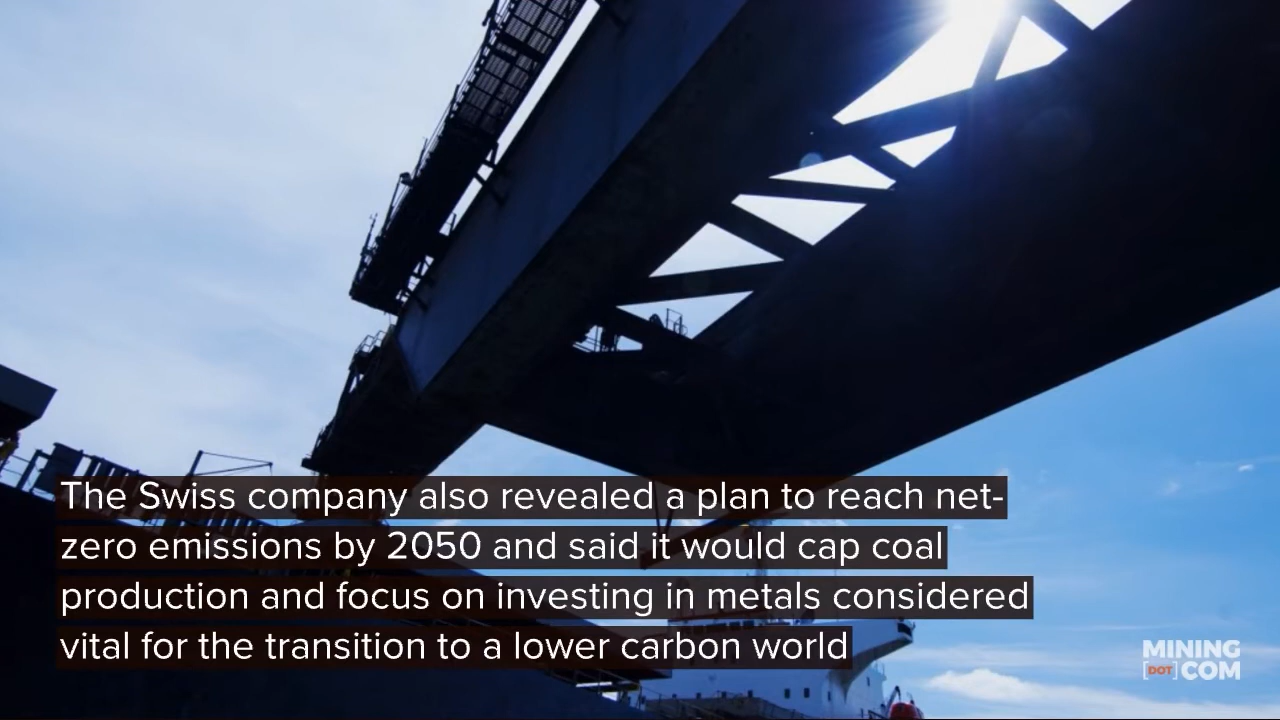 The Swiss company also revealed a plan to reach net-
zero emissions by 2050 and said it would cap coal
production and focus on investing in metals considered
vital for the transition to a lower carbon world
MINING
[DOT]COM